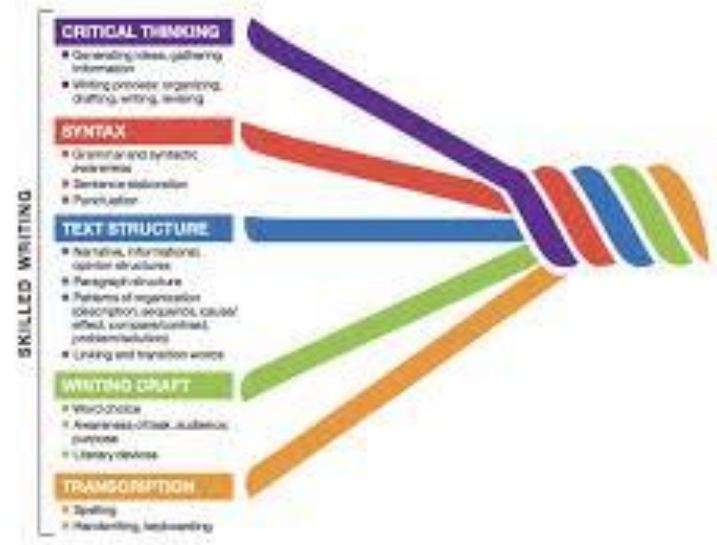 SKILLED WRITING
CRITICAL THINKING
Generating ideas, gathering
information
Writing process: organizing,
drafting, writing, revising
SYNTAX
Grammar and syntactic
awareness
Sentence elaboration
Punctuation
TEXT STRUCTURE
Narrative, informational,
opinion structures
Paragraph structure
Patterns of organization
(description, sequence, cause/
effect, compare/contrast,
problem/solution)
Linking and transition words
WRITING CRAFT
Word choice
Awareness of task, audience,
purpose
Literary devices
TRANSCRIPTION
Spelling
Handwriting, keyboarding